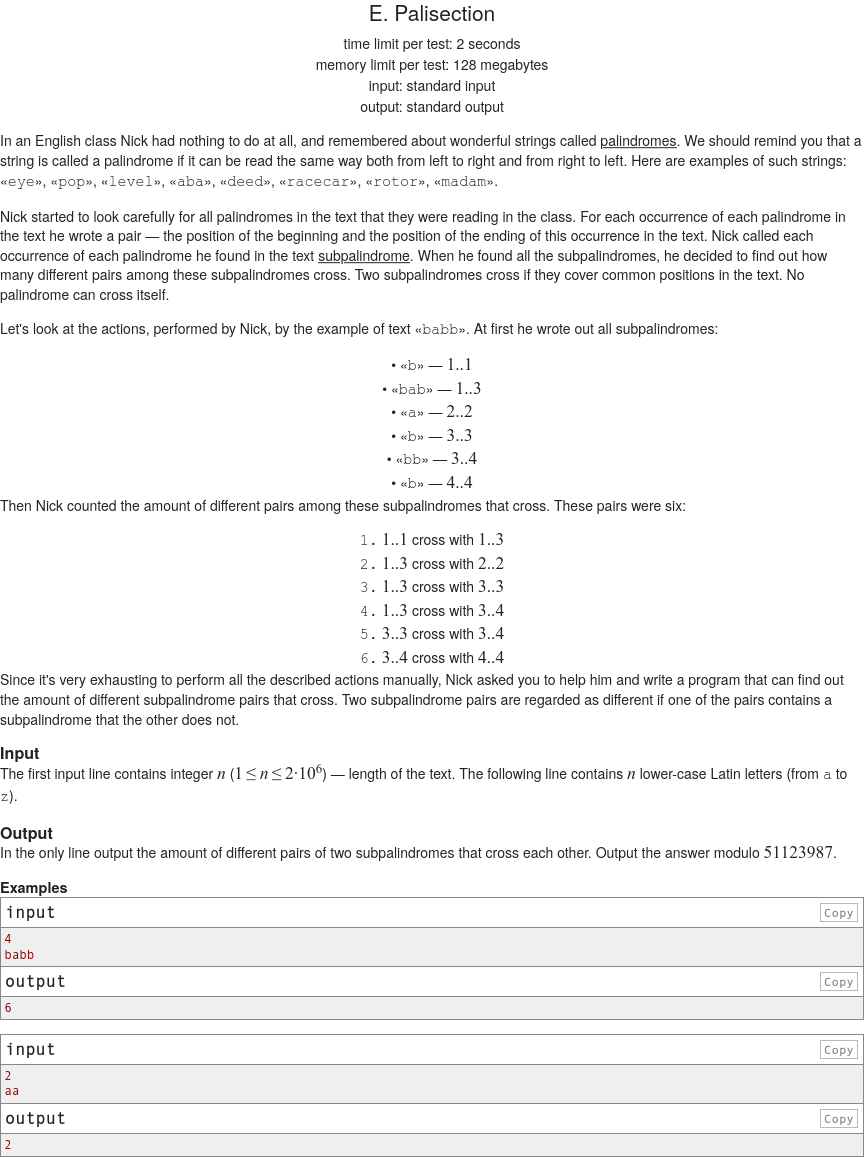 E. Palisection
time limit per test: 2 seconds
memory limit per test: 128 megabytes
input: standard input
output: standard output
In an English class Nick had nothing to do at all, and remembered about wonderful strings called palindromes. We should remind you that a
string is called a palindrome if it can be read the same way both from left to right and from right to left. Here are examples of such strings:
«eye», «pop», «level», «aba», «deed», «racecar», «rotor», «madam».
Nick started to look carefully for all palindromes in the text that they were reading in the class. For each occurrence of each palindrome in
the text he wrote a pair — the position of the beginning and the position of the ending of this occurrence in the text. Nick called each
occurrence of each palindrome he found in the text subpalindrome. When he found all the subpalindromes, he decided to find out how
many different pairs among these subpalindromes cross. Two subpalindromes cross if they cover common positions in the text. No
palindrome can cross itself.
Let's look at the actions, performed by Nick, by the example of text «babb». At first he wrote out all subpalindromes:
• «b» — 1..1
• «bab» — 1..3
• «a» — 2..2
• «b» — 3..3
• «bb» — 3..4
• «b» — 4..4
Then Nick counted the amount of different pairs among these subpalindromes that cross. These pairs were six:
1. 1..1 cross with 1..3
2. 1..3 cross with 2..2
3. 1..3 cross with 3..3
4. 1..3 cross with 3..4
5. 3..3 cross with 3..4
6. 3..4 cross with 4..4
Since it's very exhausting to perform all the described actions manually, Nick asked you to help him and write a program that can find out
the amount of different subpalindrome pairs that cross. Two subpalindrome pairs are regarded as different if one of the pairs contains a
subpalindrome that the other does not.
Input
The first input line contains integer n (1 ≤ n ≤ 2·10⁶) — length of the text. The following line contains n lower-case Latin letters (from a to
z).
Output
In the only line output the amount of different pairs of two subpalindromes that cross each other. Output the answer modulo 51123987.
Examples
input Copy
4
babb
output Copy
6
input Copy
2
aa
output Copy
2